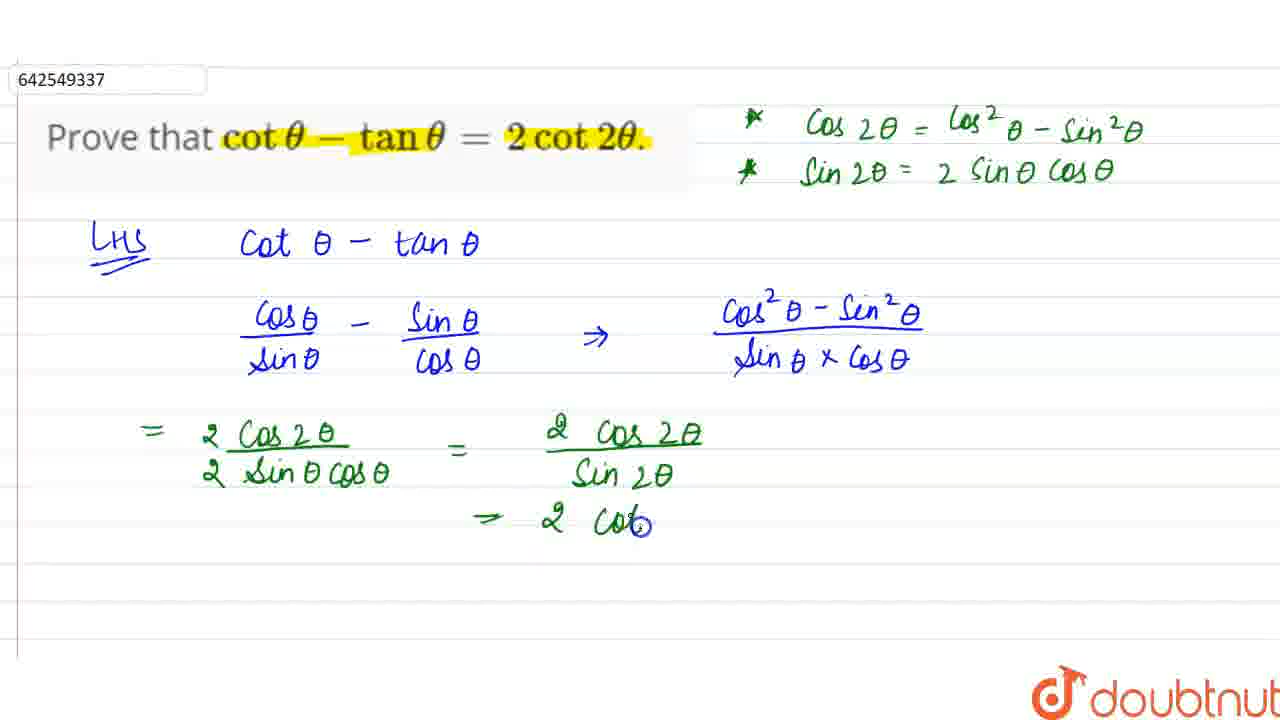 642549337
Prove that cot θ − tan θ = 2 cot 2θ.
* Cos 2θ = Cos² θ − Sin² θ
* Sin 2θ = 2 Sin θ Cos θ
LHS Cot θ − tan θ
Cosθ/Sinθ − Sin θ/Cos θ ⇒ Cos² θ − Sin² θ/Sin θ × Cos θ
= 2 Cos 2θ/2 Sin θ Cos θ = 2 Cos 2θ/Sin 2θ
= 2 Cot
doubtnut